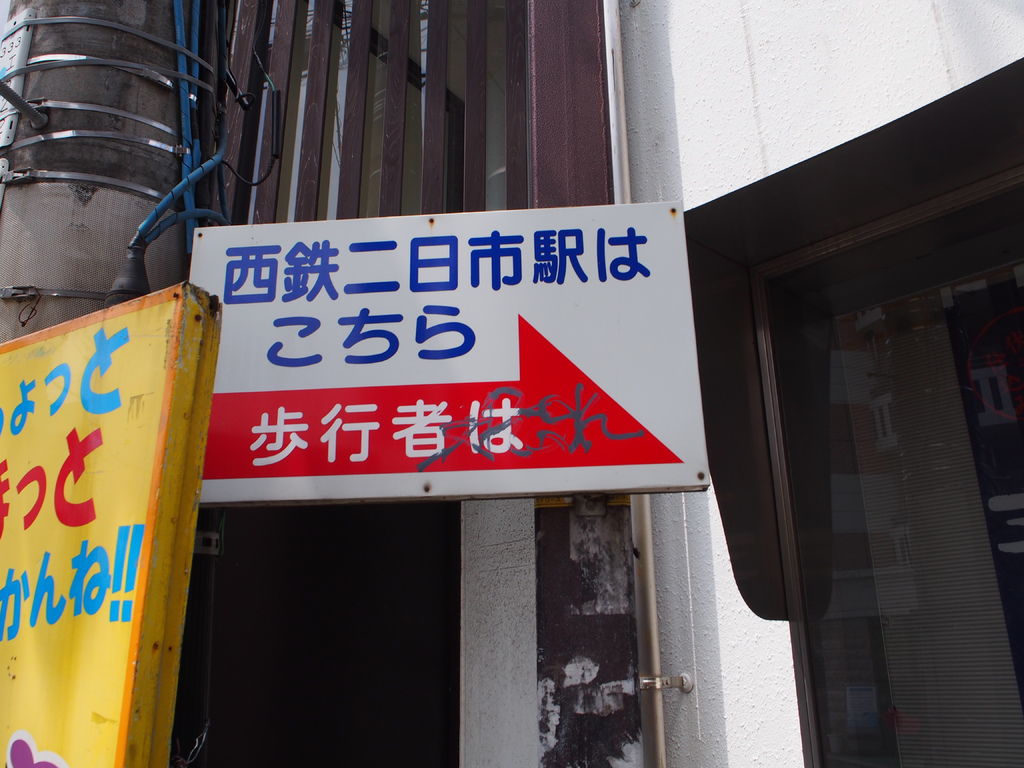 西鉄二日市駅は
こちら
歩行者は
ょっと
待っと
かんね!!